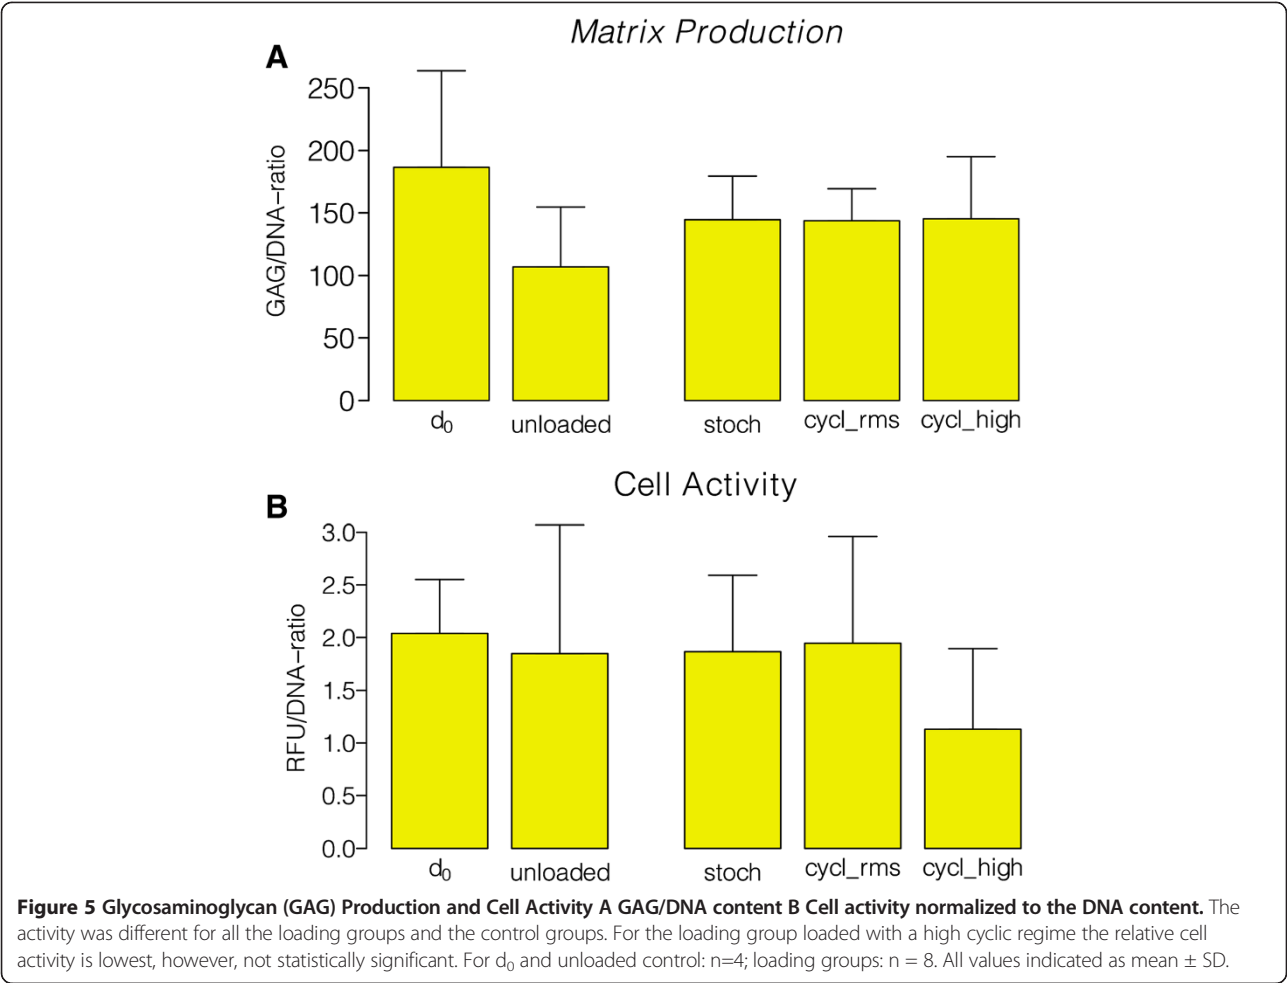 Matrix Production
A
GAG/DNA−ratio
250
200
150
100
50
0
d₀ unloaded stoch cycl_rms cycl_high
Cell Activity
B
RFU/DNA−ratio
3.0
2.5
2.0
1.5
1.0
0.5
0.0
d₀ unloaded stoch cycl_rms cycl_high
Figure 5 Glycosaminoglycan (GAG) Production and Cell Activity A GAG/DNA content B Cell activity normalized to the DNA content. The
activity was different for all the loading groups and the control groups. For the loading group loaded with a high cyclic regime the relative cell
activity is lowest, however, not statistically significant. For d₀ and unloaded control: n=4; loading groups: n = 8. All values indicated as mean ± SD.